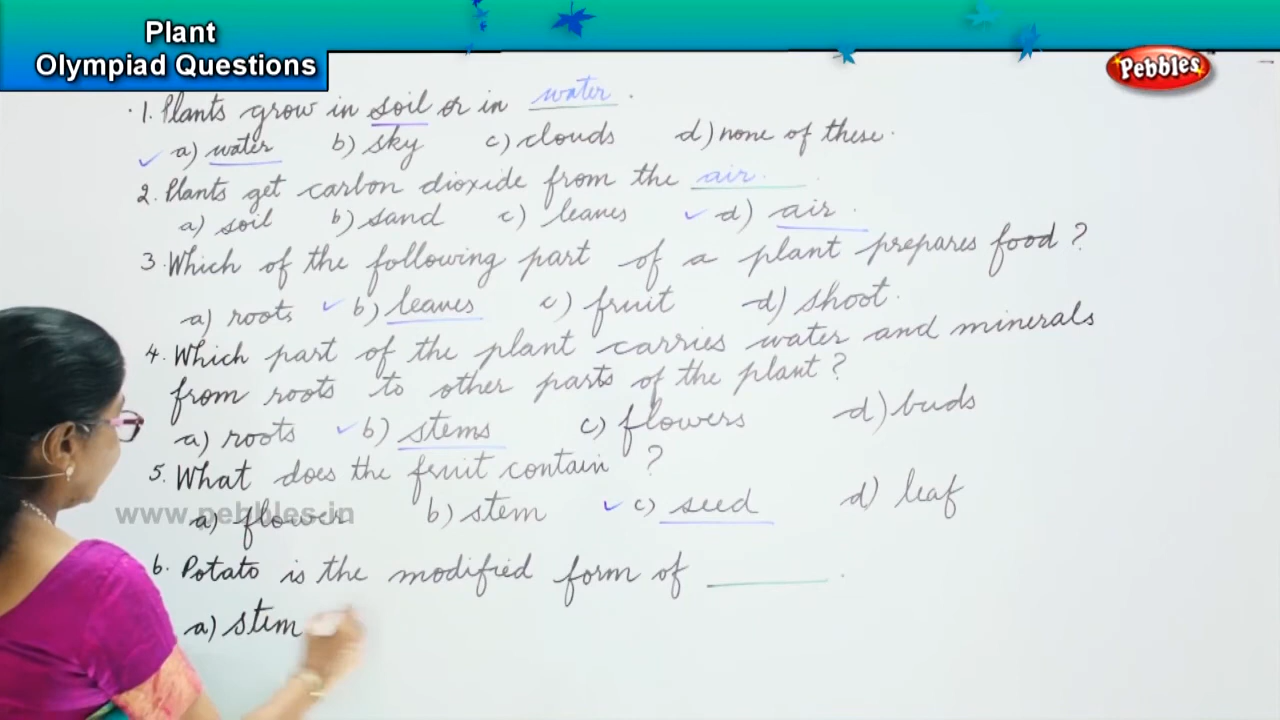 Plant
Olympiad Questions
Pebbles
1. Plants grow in soil or in water.
a) water b) sky c) clouds d) none of these.
2. Plants get carbon dioxide from the air.
a) soil b) sand c) leaves d) air.
3. Which of the following part of a plant prepares food?
a) roots b) leaves c) fruit d) shoot.
4. Which part of the plant carries water and minerals
from roots to other parts of the plant?
a) roots b) stems c) flowers d) buds
5. What does the fruit contain?
a) flower b) stem c) seed d) leaf
www.pebbles.in
6. Potato is the modified form of ______.
a) stem